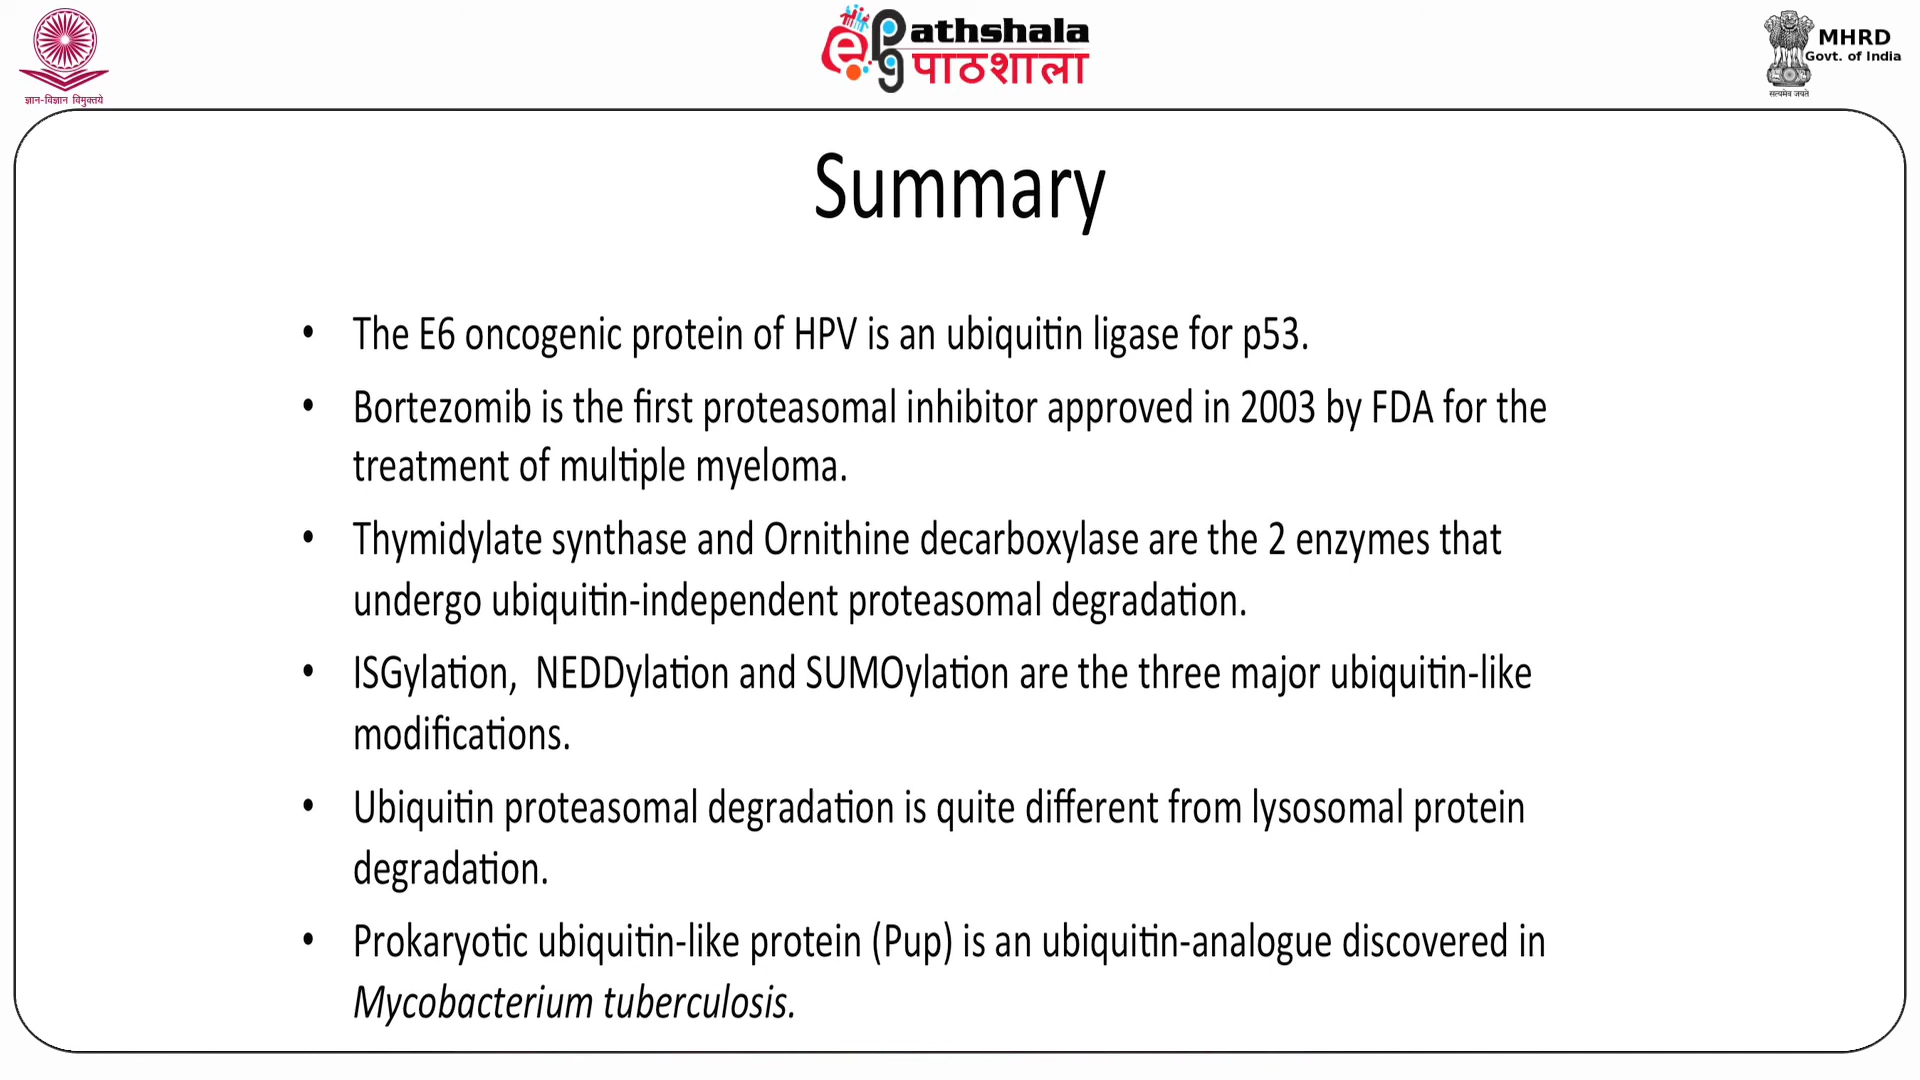 ज्ञान-विज्ञान विमुक्तये
ePG Pathshala
पाठशाला
MHRD
Govt. of India
सत्यमेव जयते
Summary
• The E6 oncogenic protein of HPV is an ubiquitin ligase for p53.
• Bortezomib is the first proteasomal inhibitor approved in 2003 by FDA for the
treatment of multiple myeloma.
• Thymidylate synthase and Ornithine decarboxylase are the 2 enzymes that
undergo ubiquitin-independent proteasomal degradation.
• ISGylation,  NEDDylation and SUMOylation are the three major ubiquitin-like
modifications.
• Ubiquitin proteasomal degradation is quite different from lysosomal protein
degradation.
• Prokaryotic ubiquitin-like protein (Pup) is an ubiquitin-analogue discovered in
Mycobacterium tuberculosis.